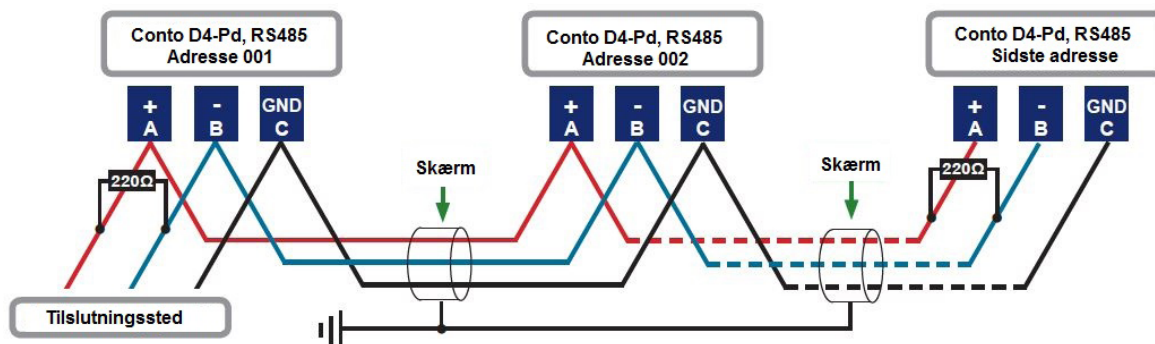 Conto D4-Pd, RS485
Adresse 001
Conto D4-Pd, RS485
Adresse 002
Conto D4-Pd, RS485
Sidste adresse
+ - GND
A B C
+ - GND
A B C
+ - GND
A B C
Skærm
Skærm
220Ω
220Ω
Tilslutningssted